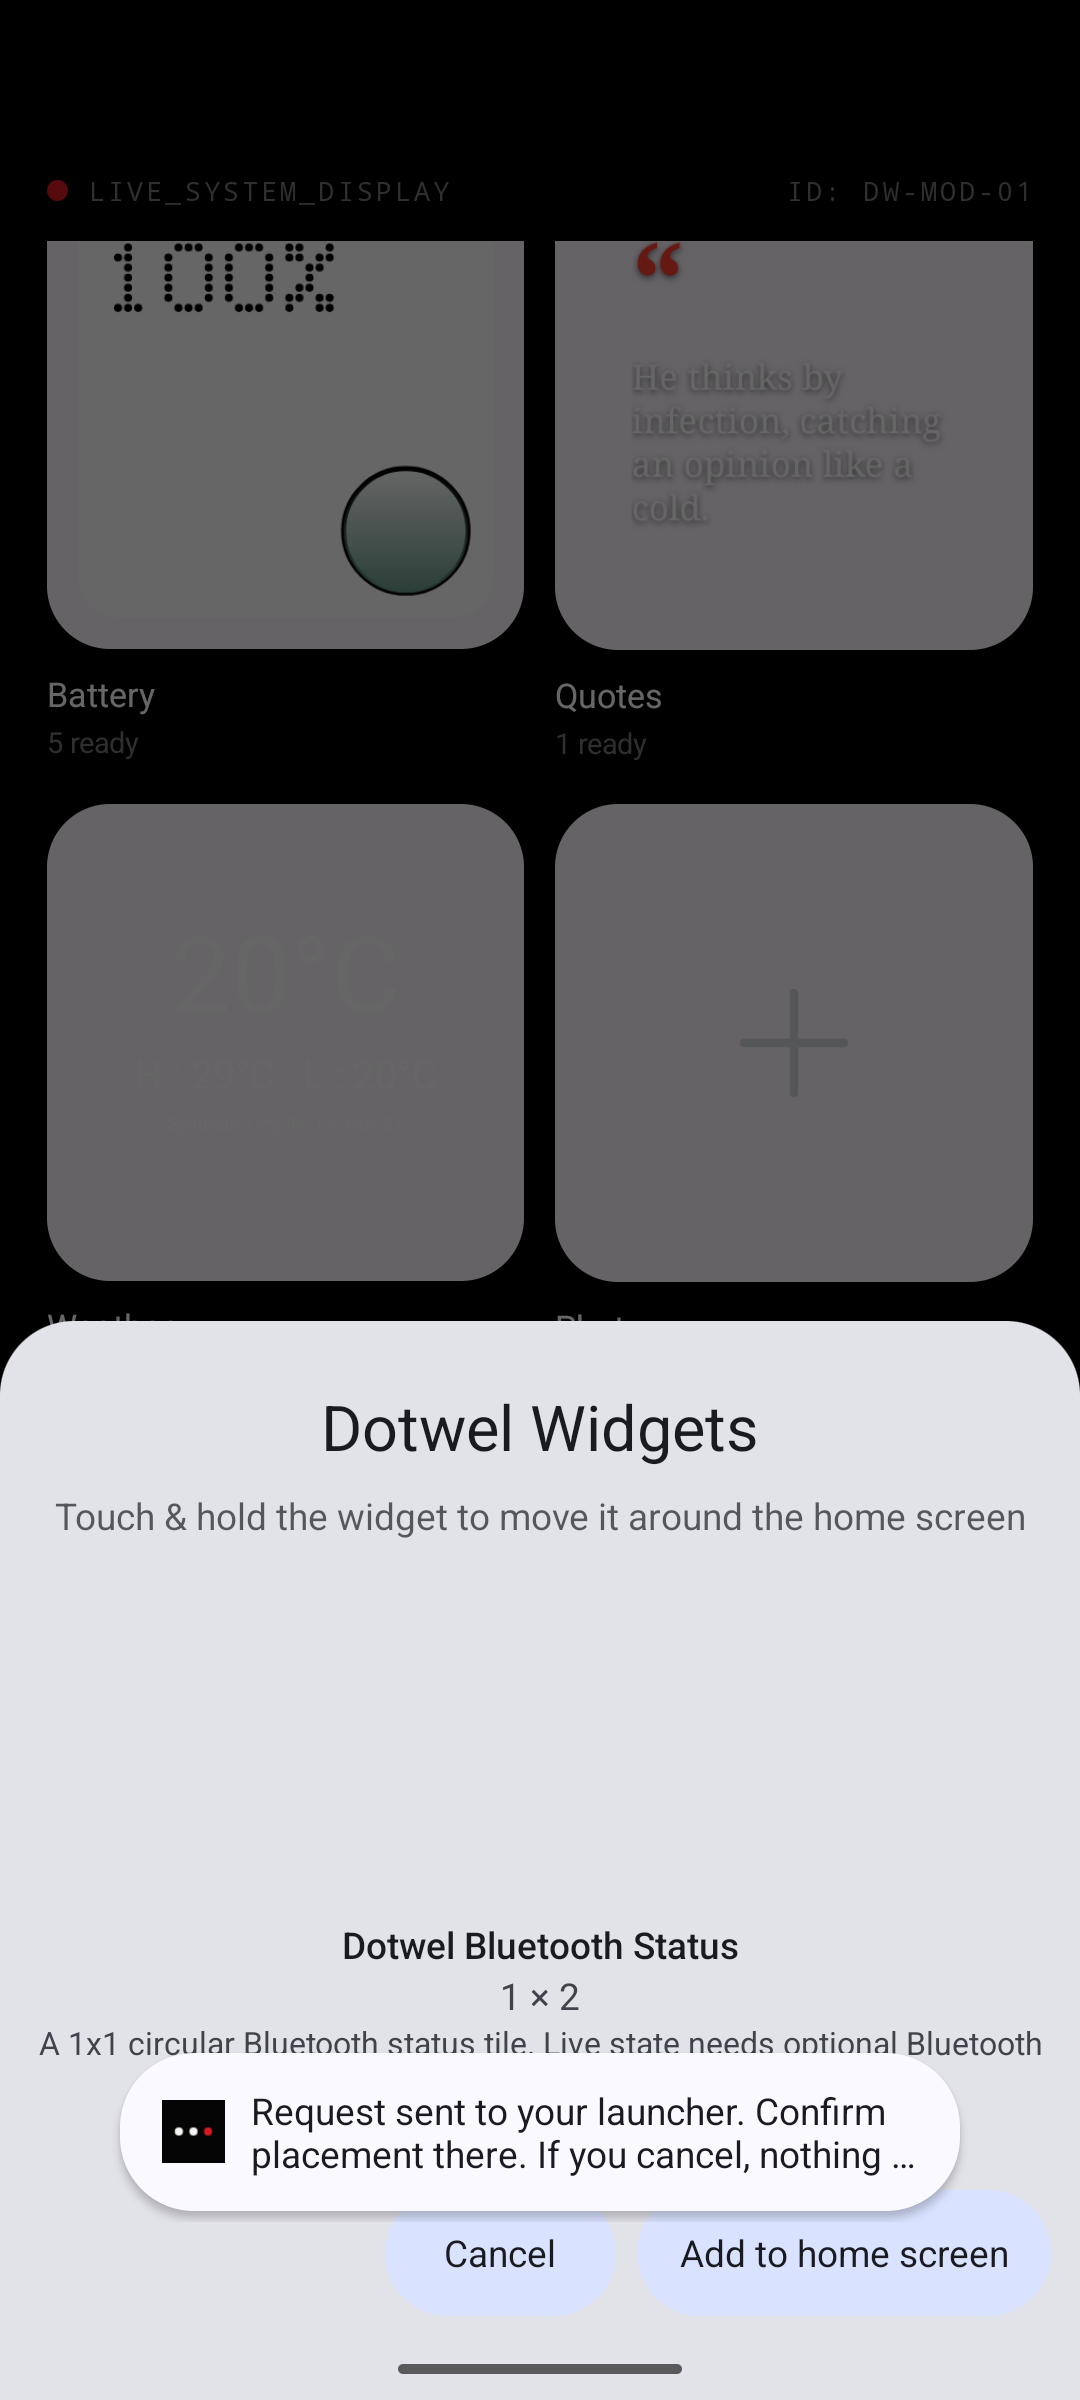 LIVE_SYSTEM_DISPLAY
ID: DW-MOD-01
100%
“
He thinks by
infection, catching
an opinion like a
cold.
Battery
5 ready
Quotes
1 ready
20°C
H : 29°C L : 20°C
Dotwel Widgets
Touch & hold the widget to move it around the home screen
Dotwel Bluetooth Status
1 × 2
A 1x1 circular Bluetooth status tile. Live state needs optional Bluetooth
Request sent to your launcher. Confirm
placement there. If you cancel, nothing ...
Cancel
Add to home screen